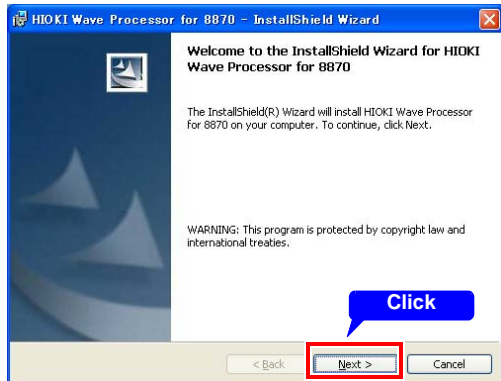 HIOKI Wave Processor for 8870 - InstallShield Wizard
Welcome to the InstallShield Wizard for HIOKI
Wave Processor for 8870
The InstallShield(R) Wizard will install HIOKI Wave Processor
for 8870 on your computer. To continue, click Next.
WARNING: This program is protected by copyright law and
international treaties.
Click
< Back
Next >
Cancel